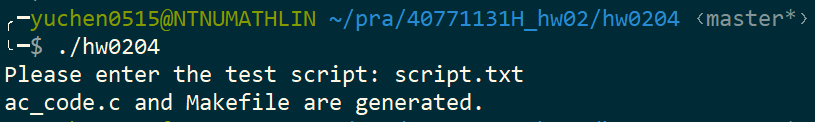 ╭─yuchen0515@NTNUMATHLIN ~/pra/40771131H_hw02/hw0204 ‹master*›
╰─$ ./hw0204
Please enter the test script: script.txt
ac_code.c and Makefile are generated.